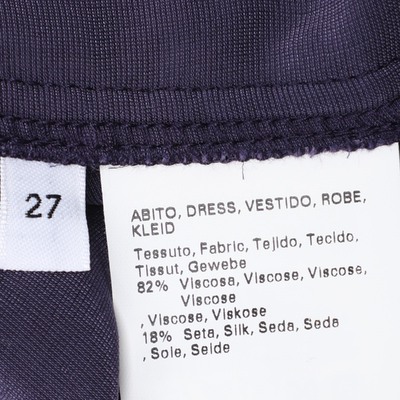 27
ABITO, DRESS, VESTIDO, ROBE,
KLEID
Tessuto, Fabric, Tejido, Tecido,
Tissut, Gewebe
82% Viscosa, Viscose, Viscose,
Viscose
, Viscose, Viskose
18% Seta, Silk, Seda, Seda
, Soie, Seide